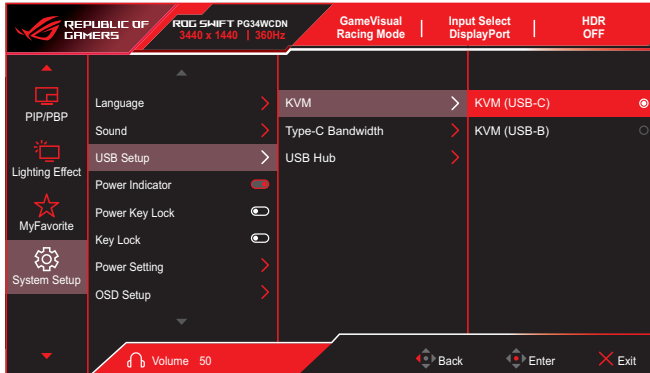 REPUBLIC OF
GAMERS
ROG SWIFT PG34WCDN
3440 x 1440 | 360Hz
GameVisual
Racing Mode
Input Select
DisplayPort
HDR
OFF
PIP/PBP
Lighting Effect
MyFavorite
System Setup
Language
Sound
USB Setup
Power Indicator
Power Key Lock
Key Lock
Power Setting
OSD Setup
KVM
Type-C Bandwidth
USB Hub
KVM (USB-C)
KVM (USB-B)
Volume 50
Back
Enter
Exit